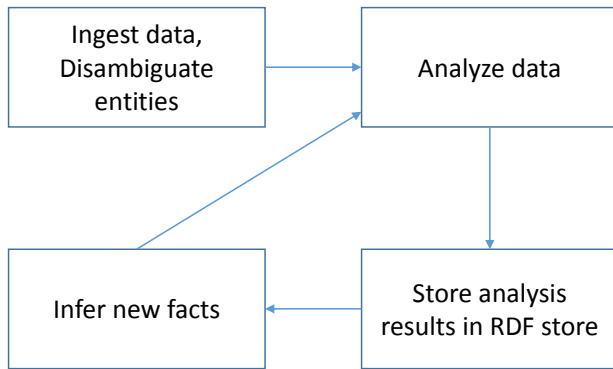 Ingest data,
Disambiguate
entities
Analyze data
Infer new facts
Store analysis
results in RDF store